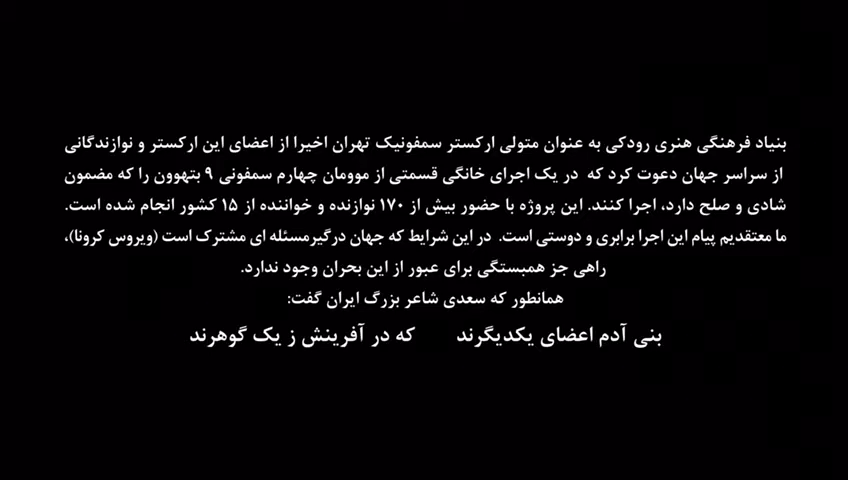 بنیاد فرهنگی هنری رودکی به عنوان متولی ارکستر سمفونیک تهران اخیرا از اعضای این ارکستر و نوازندگانی
از سراسر جهان دعوت کرد که در یک اجرای خانگی قسمتی از موومان چهارم سمفونی ۹ بتهوون را که مضمون
شادی و صلح دارد، اجرا کنند. این پروژه با حضور بیش از ۱۷۰ نوازنده و خواننده از ۱۵ کشور انجام شده است.
ما معتقدیم پیام این اجرا برابری و دوستی است. در این شرایط که جهان درگیرمسئله ای مشترک است (ویروس کرونا)،
راهی جز همبستگی برای عبور از این بحران وجود ندارد.
همانطور که سعدی شاعر بزرگ ایران گفت:
بنی آدم اعضای یکدیگرند که در آفرینش ز یک گوهرند